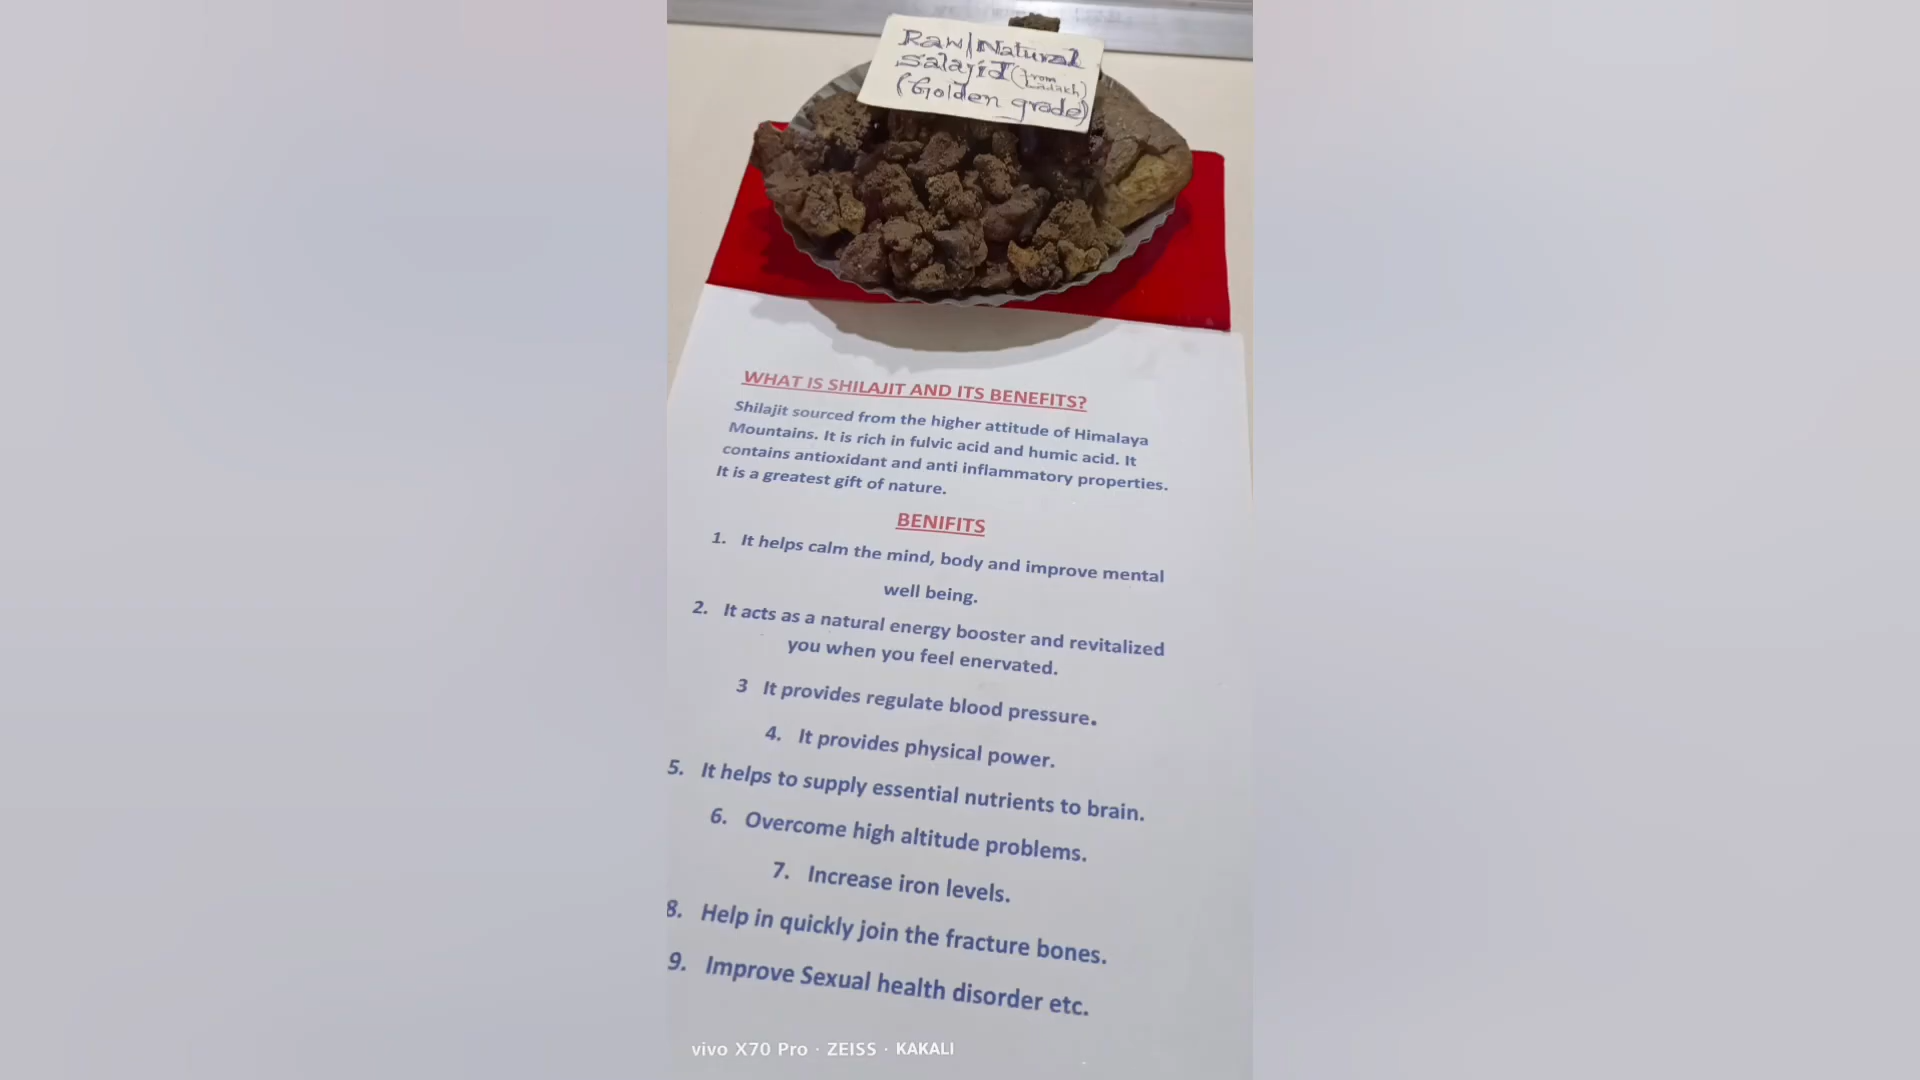 Raw/Natural
Salajit (from Ladakh)
(Golden grade)
WHAT IS SHILAJIT AND ITS BENEFITS?
Shilajit sourced from the higher attitude of Himalaya
Mountains. It is rich in fulvic acid and humic acid. It
contains antioxidant and anti inflammatory properties.
It is a greatest gift of nature.
BENIFITS
1. It helps calm the mind, body and improve mental
well being.
2. It acts as a natural energy booster and revitalized
you when you feel enervated.
3 It provides regulate blood pressure.
4. It provides physical power.
5. It helps to supply essential nutrients to brain.
6. Overcome high altitude problems.
7. Increase iron levels.
8. Help in quickly join the fracture bones.
9. Improve Sexual health disorder etc.
vivo X70 Pro · ZEISS · KAKALI